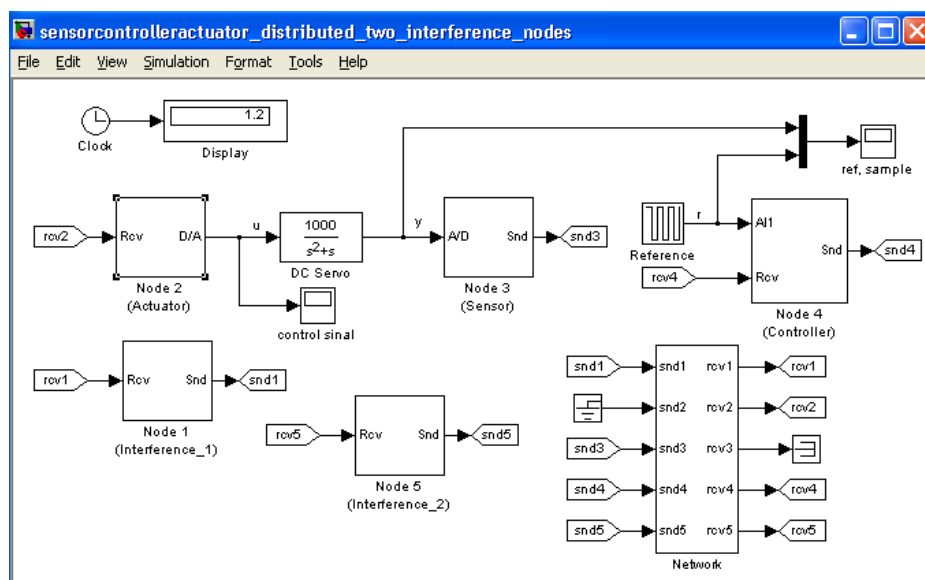 sensorcontrolleractuator_distributed_two_interference_nodes
File Edit View Simulation Format Tools Help
1.2
Clock
Display
ref, sample
rcv2
Rcv D/A
u
1000
s²+s
DC Servo
y
A/D Snd
snd3
Reference
r
AI1
Snd
Rcv
snd4
rcv4
Node 2
(Actuator)
control sinal
Node 3
(Sensor)
Node 4
(Controller)
rcv1
Rcv Snd
snd1
Node 1
(Interference_1)
rcv5
Rcv Snd
snd5
Node 5
(Interference_2)
snd1 snd1 rcv1 rcv1
snd2 rcv2 rcv2
snd3 snd3 rcv3
snd4 snd4 rcv4 rcv4
snd5 snd5 rcv5 rcv5
Network